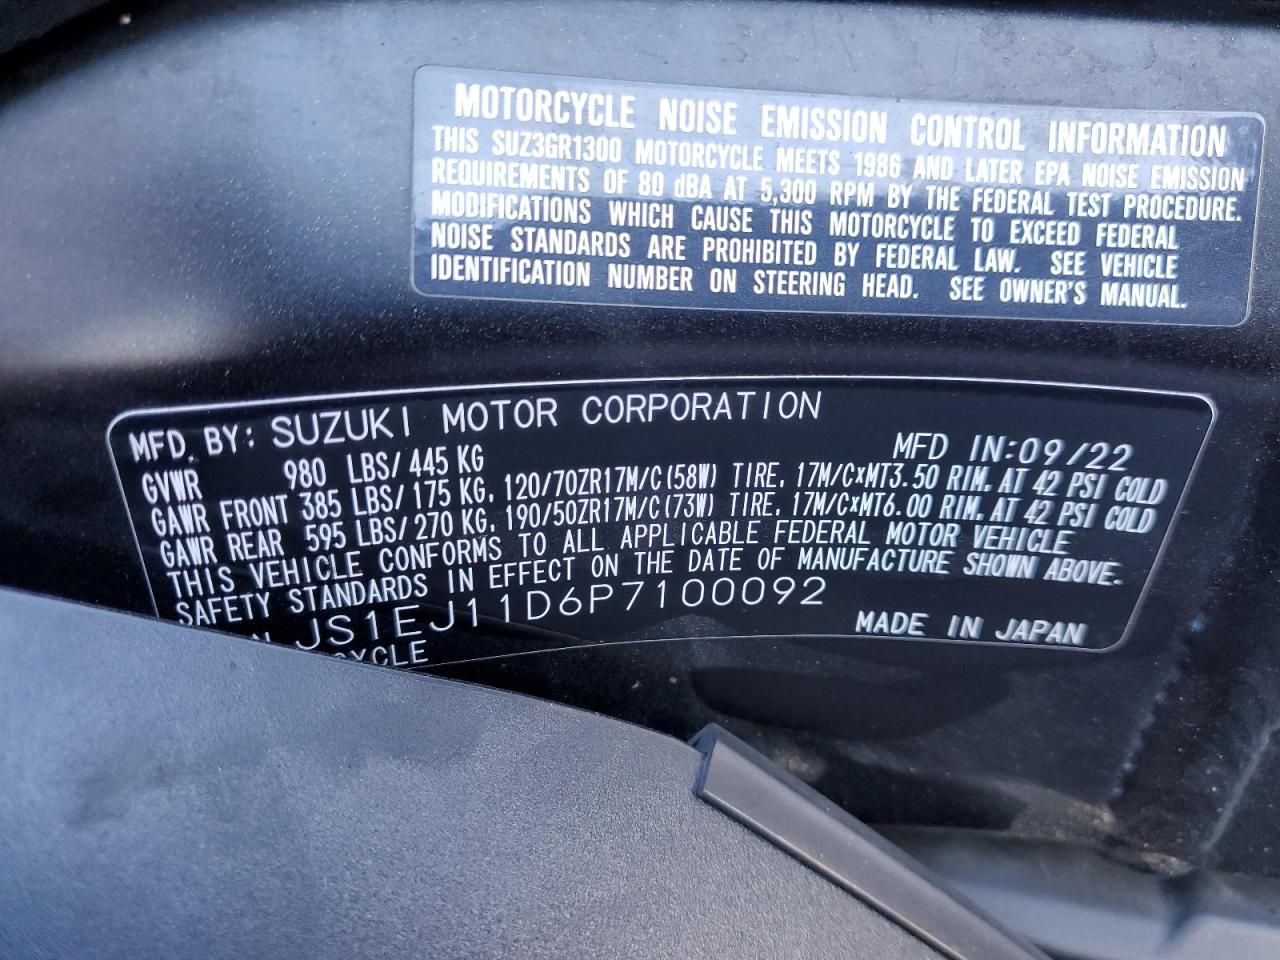 MOTORCYCLE NOISE EMISSION CONTROL INFORMATION
THIS SUZ3GR1300 MOTORCYCLE MEETS 1986 AND LATER EPA NOISE EMISSION
REQUIREMENTS OF 80 dBA AT 5,300 RPM BY THE FEDERAL TEST PROCEDURE.
MODIFICATIONS WHICH CAUSE THIS MOTORCYCLE TO EXCEED FEDERAL
NOISE STANDARDS ARE PROHIBITED BY FEDERAL LAW. SEE VEHICLE
IDENTIFICATION NUMBER ON STEERING HEAD. SEE OWNER'S MANUAL.
MFD. BY: SUZUKI MOTOR CORPORATION
MFD IN:09/22
GVWR 980 LBS/ 445 KG
GAWR FRONT 385 LBS/ 175 KG, 120/70ZR17M/C(58W) TIRE, 17M/CxMT3.50 RIM, AT 42 PSI COLD
GAWR REAR 595 LBS/ 270 KG, 190/50ZR17M/C(73W) TIRE, 17M/CxMT6.00 RIM, AT 42 PSI COLD
THIS VEHICLE CONFORMS TO ALL APPLICABLE FEDERAL MOTOR VEHICLE
SAFETY STANDARDS IN EFFECT ON THE DATE OF MANUFACTURE SHOWN ABOVE.
JS1EJ11D6P7100092
MADE IN JAPAN